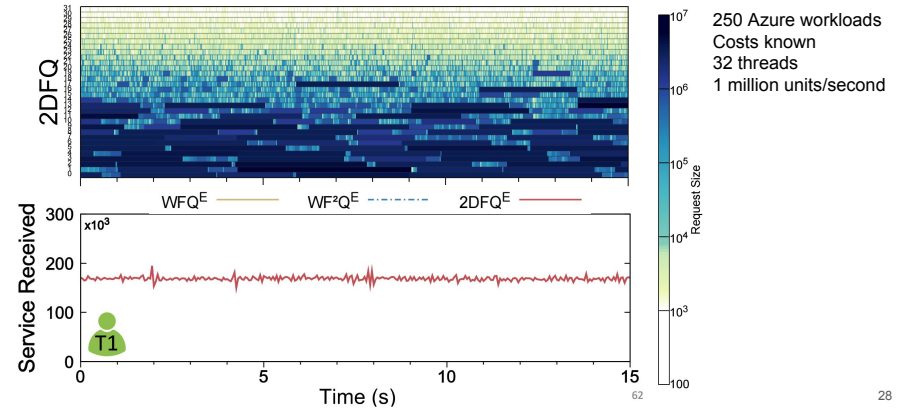 2DFQ
31
10⁷
10⁶
10⁵
10⁴
10³
100
Request Size
250 Azure workloads
Costs known
32 threads
1 million units/second
WFQᴱ
WF²Qᴱ
2DFQᴱ
Service Received
300
200
100
0
x10³
T1
0
5
10
15
Time (s)
62
28